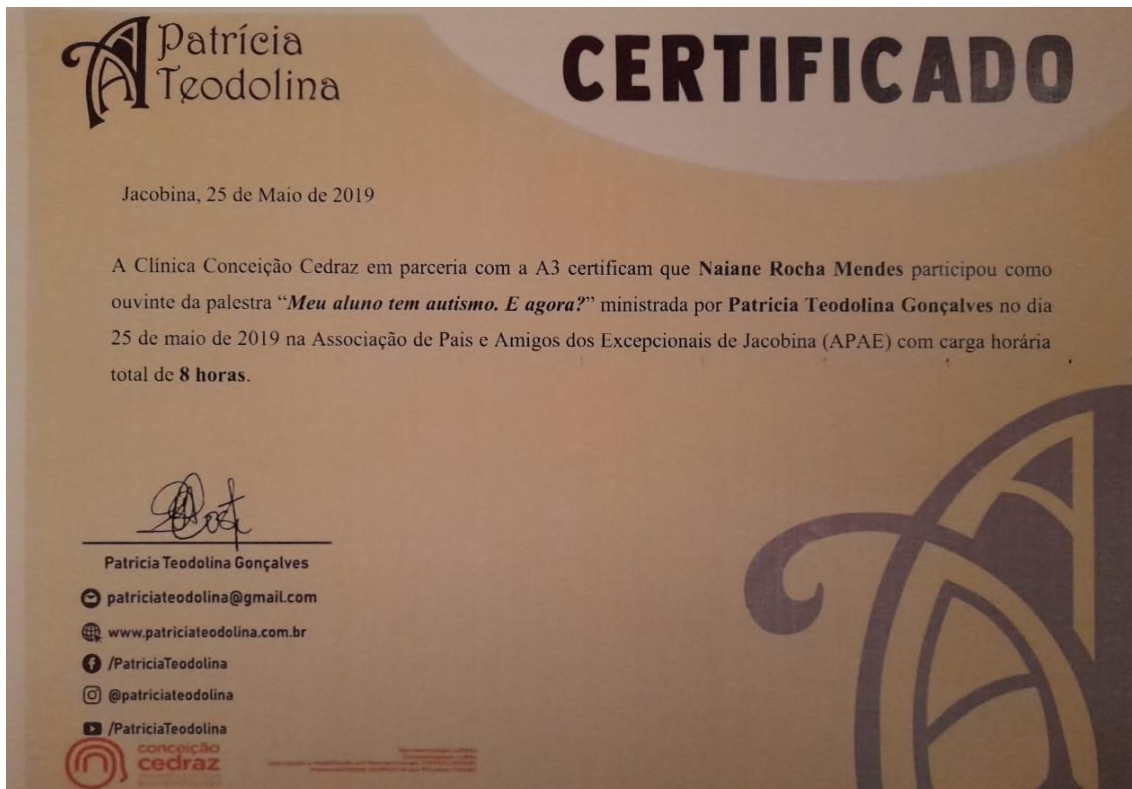 Patrícia
Teodolina
CERTIFICADO
Jacobina, 25 de Maio de 2019
A Clínica Conceição Cedraz em parceria com a A3 certificam que Naiane Rocha Mendes participou como
ouvinte da palestra “Meu aluno tem autismo. E agora?” ministrada por Patricia Teodolina Gonçalves no dia
25 de maio de 2019 na Associação de Pais e Amigos dos Excepcionais de Jacobina (APAE) com carga horária
total de 8 horas.
Patricia Teodolina Gonçalves
patriciateodolina@gmail.com
www.patriciateodolina.com.br
/PatriciaTeodolina
@patriciateodolina
/PatriciaTeodolina
conceição
cedraz